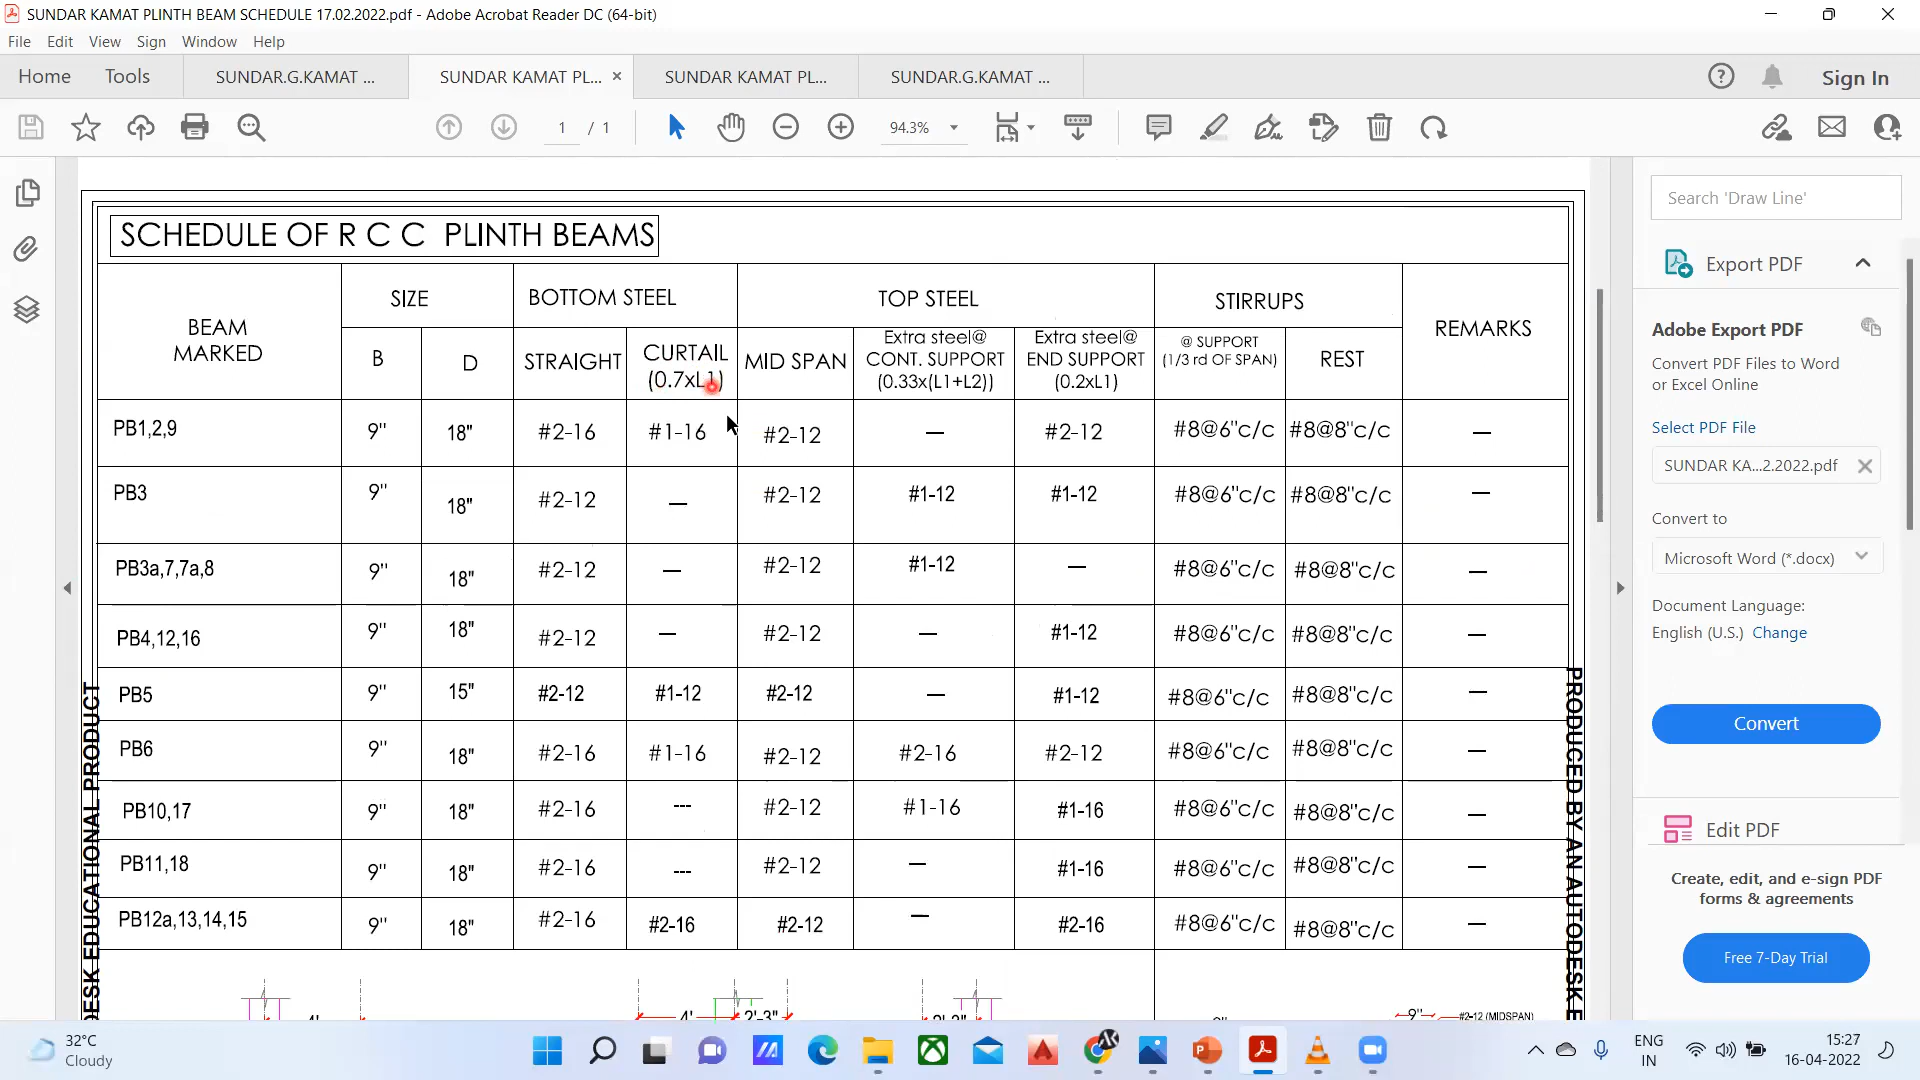 SUNDAR KAMAT PLINTH BEAM SCHEDULE 17.02.2022.pdf - Adobe Acrobat Reader DC (64-bit)
File Edit View Sign Window Help
Home Tools SUNDAR.G.KAMAT ... SUNDAR KAMAT PL... × SUNDAR KAMAT PL... SUNDAR.G.KAMAT ... Sign In
1 / 1 94.3%
Search 'Draw Line'
SCHEDULE OF R C C PLINTH BEAMS
BEAM MARKED SIZE BOTTOM STEEL TOP STEEL STIRRUPS REMARKS
B D STRAIGHT CURTAIL (0.7xL1) MID SPAN Extra steel@ CONT. SUPPORT (0.33x(L1+L2)) Extra steel@ END SUPPORT (0.2xL1) @ SUPPORT (1/3 rd OF SPAN) REST
PB1,2,9 9" 18" #2-16 #1-16 #2-12 — #2-12 #8@6"c/c #8@8"c/c —
PB3 9" 18" #2-12 — #2-12 #1-12 #1-12 #8@6"c/c #8@8"c/c —
PB3a,7,7a,8 9" 18" #2-12 — #2-12 #1-12 — #8@6"c/c #8@8"c/c —
PB4,12,16 9" 18" #2-12 — #2-12 — #1-12 #8@6"c/c #8@8"c/c —
PB5 9" 15" #2-12 #1-12 #2-12 — #1-12 #8@6"c/c #8@8"c/c —
PB6 9" 18" #2-16 #1-16 #2-12 #2-16 #2-12 #8@6"c/c #8@8"c/c —
PB10,17 9" 18" #2-16 --- #2-12 #1-16 #1-16 #8@6"c/c #8@8"c/c —
PB11,18 9" 18" #2-16 --- #2-12 — #1-16 #8@6"c/c #8@8"c/c —
PB12a,13,14,15 9" 18" #2-16 #2-16 #2-12 — #2-16 #8@6"c/c #8@8"c/c —
4' 2'-3" 9" #2-12 (MIDSPAN)
DESK EDUCATIONAL PRODUCT
PRODUCED BY AN AUTODESK E
Export PDF
Adobe Export PDF
Convert PDF Files to Word
or Excel Online
Select PDF File
SUNDAR KA...2.2022.pdf
Convert to
Microsoft Word (*.docx)
Document Language:
English (U.S.) Change
Convert
Edit PDF
Create, edit, and e-sign PDF
forms & agreements
Free 7-Day Trial
32°C
Cloudy
ENG
IN
15:27
16-04-2022